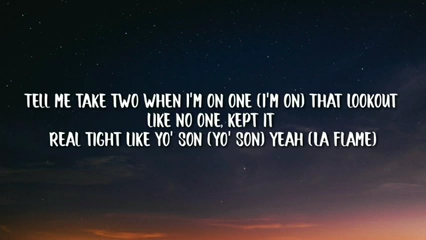 TELL ME TAKE TWO WHEN I'M ON ONE (I'M ON) THAT LOOKOUT
LIKE NO ONE, KEPT IT
REAL TIGHT LIKE YO' SON (YO' SON) YEAH (LA FLAME)